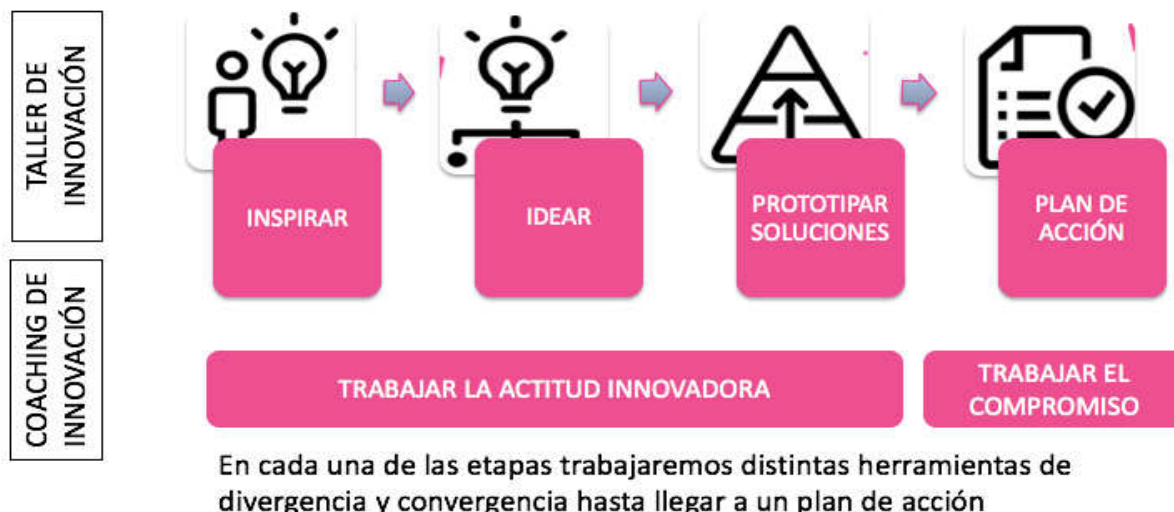 TALLER DE
INNOVACIÓN
INSPIRAR
IDEAR
PROTOTIPAR
SOLUCIONES
PLAN DE
ACCIÓN
COACHING DE
INNOVACIÓN
TRABAJAR LA ACTITUD INNOVADORA
TRABAJAR EL
COMPROMISO
En cada una de las etapas trabajaremos distintas herramientas de
divergencia y convergencia hasta llegar a un plan de acción